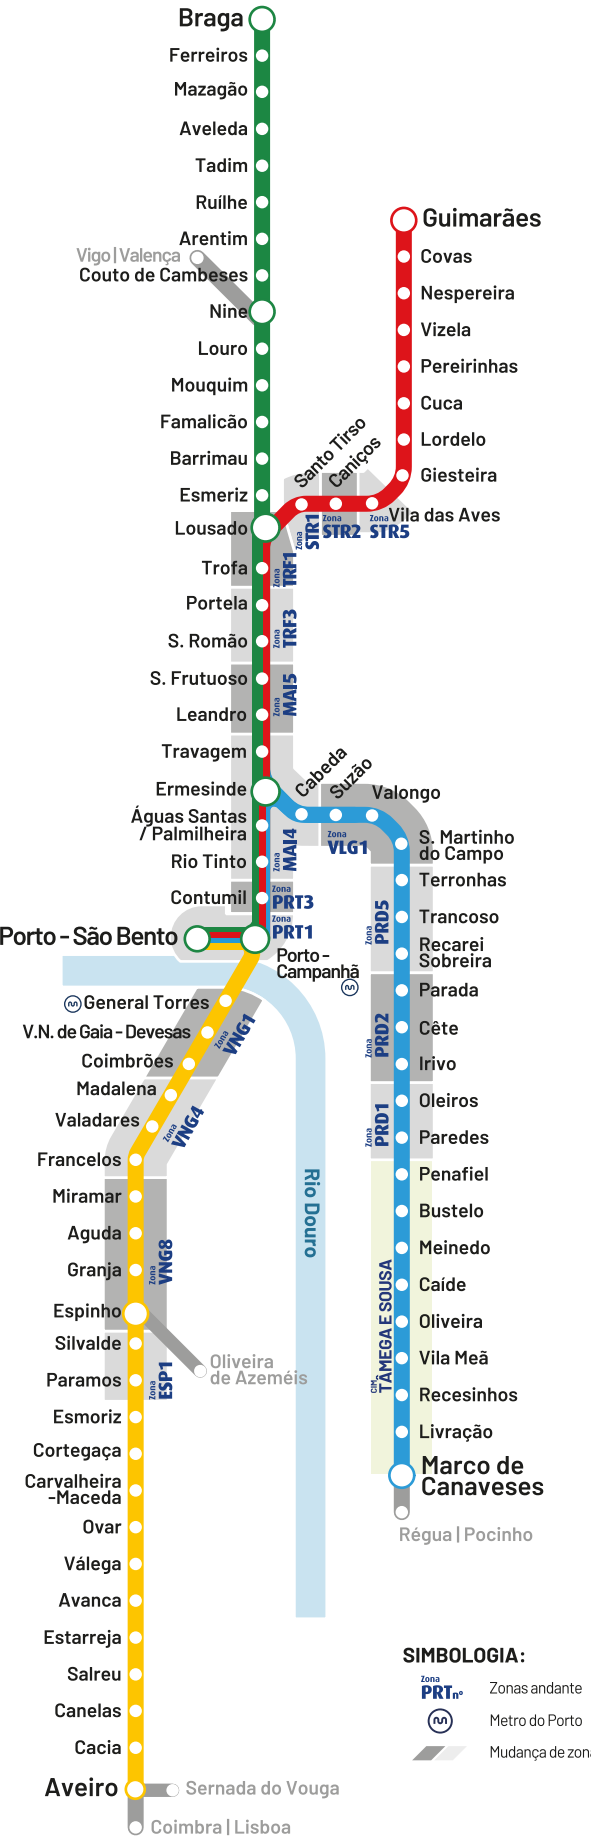 Braga
Ferreiros
Mazagão
Aveleda
Tadim
Ruílhe
Arentim
Vigo | Valença
Couto de Cambeses
Nine
Louro
Mouquim
Famalicão
Barrimau
Esmeriz
Lousado
Guimarães
Covas
Nespereira
Vizela
Pereirinhas
Cuca
Lordelo
Giesteira
Vila das Aves
Caniços
Santo Tirso
Zona
STR1
Zona
STR2
Zona
STR5
Trofa
Zona
TRF1
Portela
S. Romão
Zona
TRF3
S. Frutuoso
Leandro
Zona
MAI5
Travagem
Ermesinde
Águas Santas
/ Palmilheira
Rio Tinto
Zona
MAI4
Contumil
Zona
PRT3
Zona
PRT1
Porto - São Bento
Porto -
Campanhã
Cabeda
Suzão
Valongo
Zona
VLG1
S. Martinho
do Campo
Terronhas
Trancoso
Recarei
Sobreira
Zona
PRD5
Parada
Cête
Irivo
Zona
PRD2
Oleiros
Paredes
Zona
PRD1
Penafiel
Bustelo
Meinedo
Caíde
Oliveira
Vila Meã
Recesinhos
Livração
CIM
TÂMEGA E SOUSA
Marco de
Canaveses
Régua | Pocinho
General Torres
V.N. de Gaia - Devesas
Coimbrões
Zona
VNG1
Madalena
Valadares
Francelos
Zona
VNG4
Miramar
Aguda
Granja
Espinho
Zona
VNG8
Silvalde
Paramos
Zona
ESP1
Oliveira
de Azeméis
Rio Douro
Esmoriz
Cortegaça
Carvalheira
-Maceda
Ovar
Válega
Avanca
Estarreja
Salreu
Canelas
Cacia
Aveiro
Sernada do Vouga
Coimbra | Lisboa
SIMBOLOGIA:
Zona
PRTnº
Zonas andante
Metro do Porto
Mudança de zona